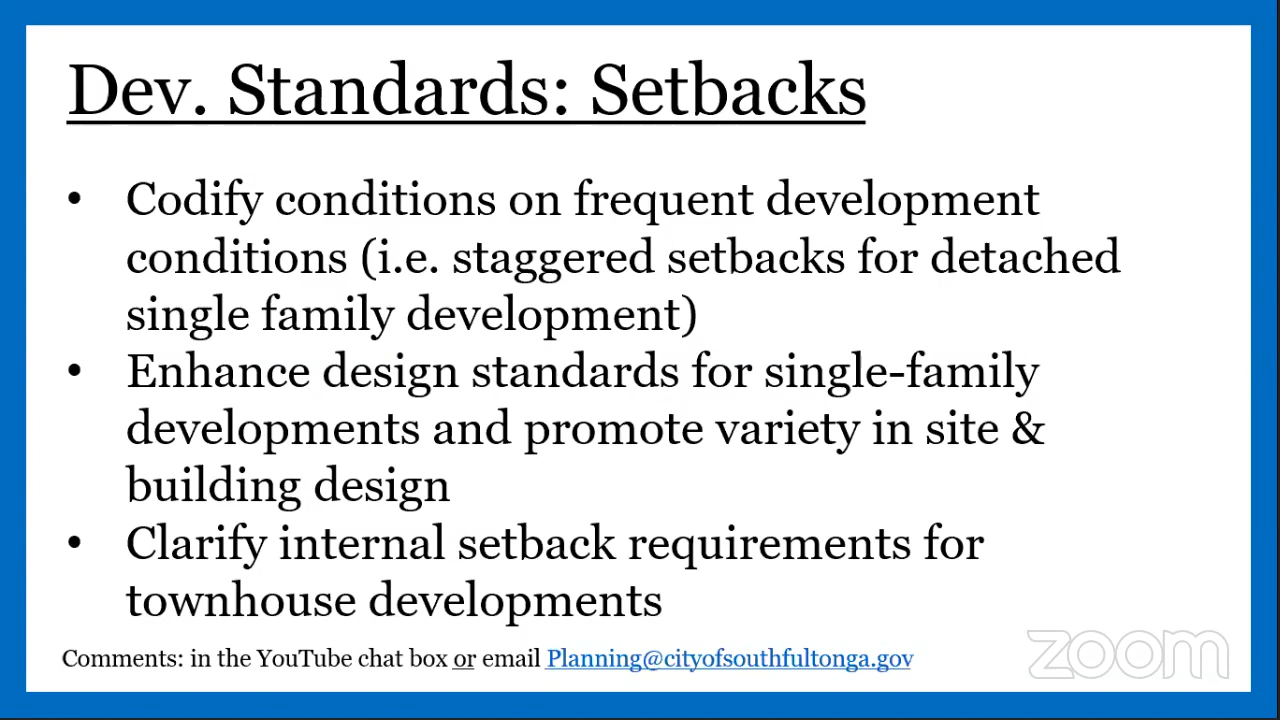 Dev. Standards: Setbacks
• Codify conditions on frequent development
conditions (i.e. staggered setbacks for detached
single family development)
• Enhance design standards for single-family
developments and promote variety in site &
building design
• Clarify internal setback requirements for
townhouse developments
Comments: in the YouTube chat box or email Planning@cityofsouthfultonga.gov
zoom